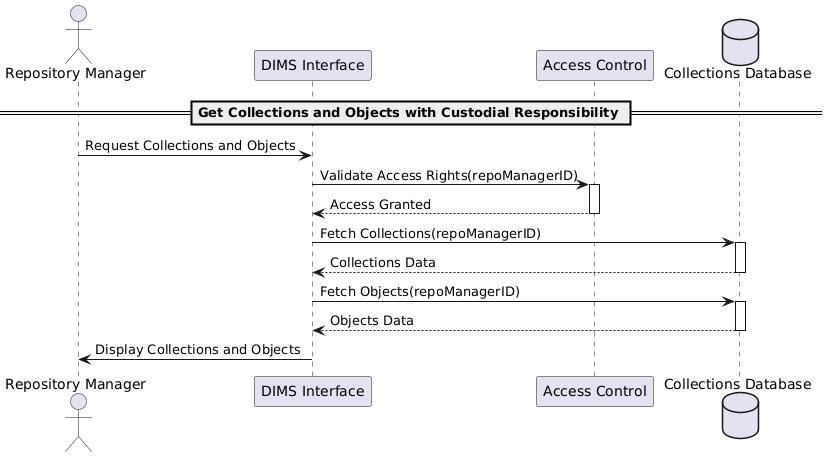 Repository Manager
DIMS Interface
Access Control
Collections Database
Get Collections and Objects with Custodial Responsibility
Request Collections and Objects
Validate Access Rights(repoManagerID)
Access Granted
Fetch Collections(repoManagerID)
Collections Data
Fetch Objects(repoManagerID)
Objects Data
Display Collections and Objects
Repository Manager
DIMS Interface
Access Control
Collections Database